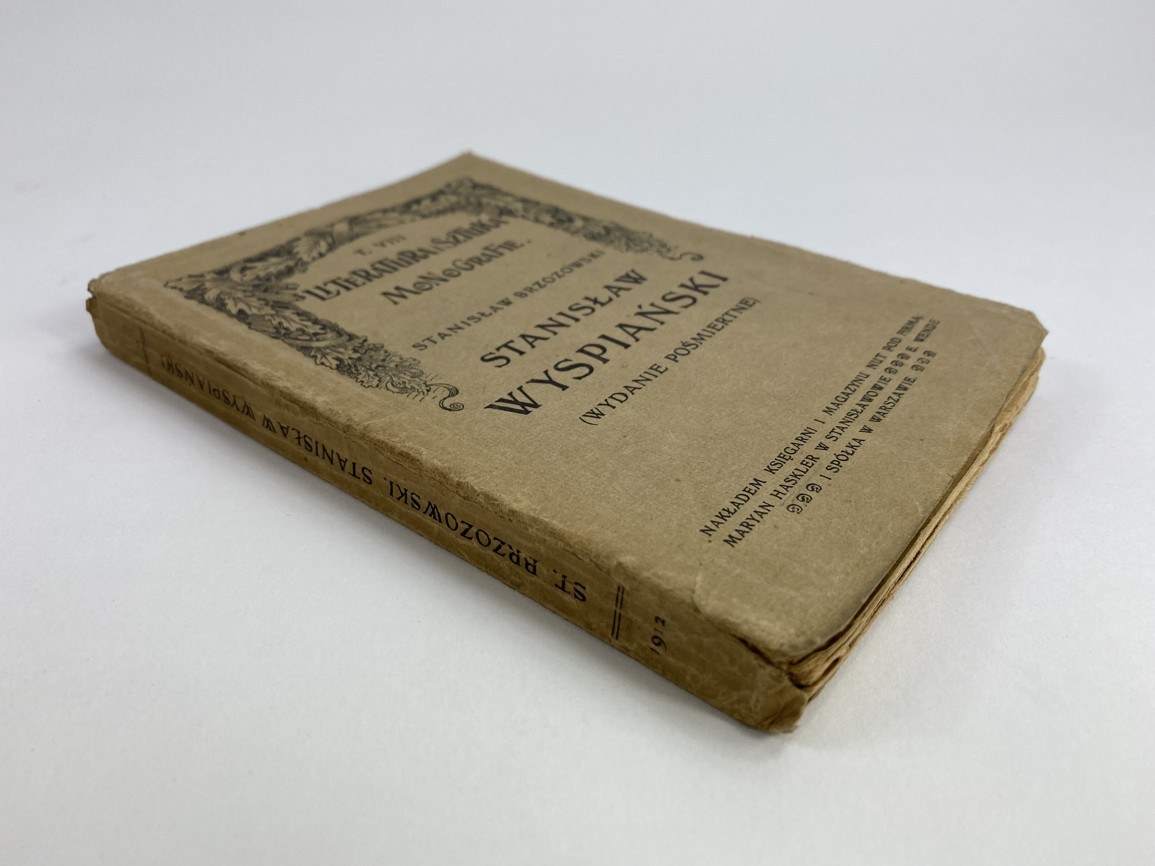 T. VIII
LITERATURA I SZTUKA
MONOGRAFIE.
STANISŁAW BRZOZOWSKI
STANISŁAW
WYSPIAŃSKI
(WYDANIE POŚMIERTNE)
NAKŁADEM KSIĘGARNI I MAGAZYNU NUT POD FIRMĄ:
MARYAN HASKLER W STANISŁAWOWIE E. WENDE
I SPÓŁKA W WARSZAWIE
ST. BRZOZOWSKI. STANISŁAW WYSPIAŃSKI
1912